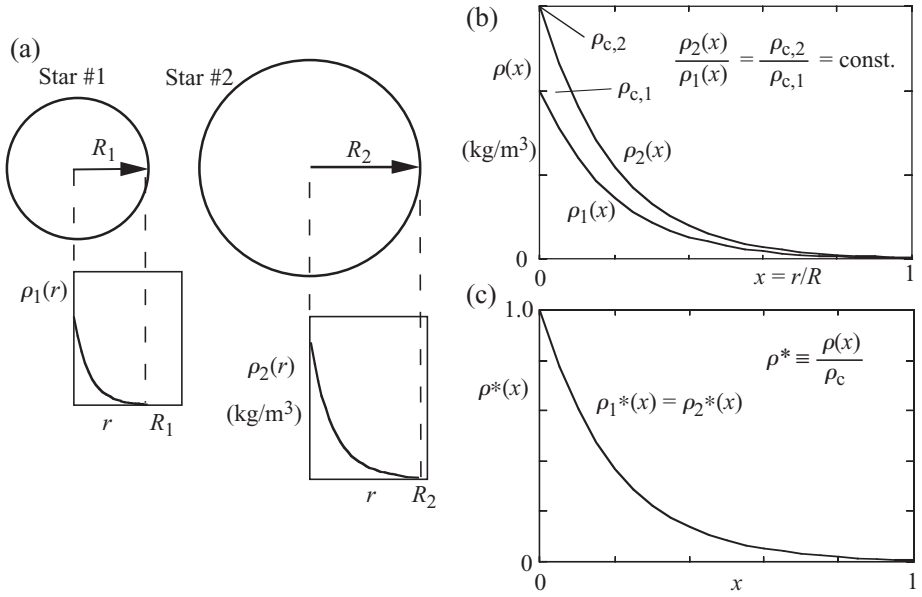 (a)
Star #1
Star #2
R₁
R₂
ρ₁(r)
r
R₁
ρ₂(r)
(kg/m³)
r
R₂
(b)
ρ(x)
(kg/m³)
ρc,2
ρc,1
ρ₂(x)/ρ₁(x) = ρc,2/ρc,1 = const.
ρ₂(x)
ρ₁(x)
0
0
x = r/R
1
(c)
1.0
ρ*(x)
ρ* ≡ ρ(x)/ρc
ρ₁*(x) = ρ₂*(x)
0
0
x
1